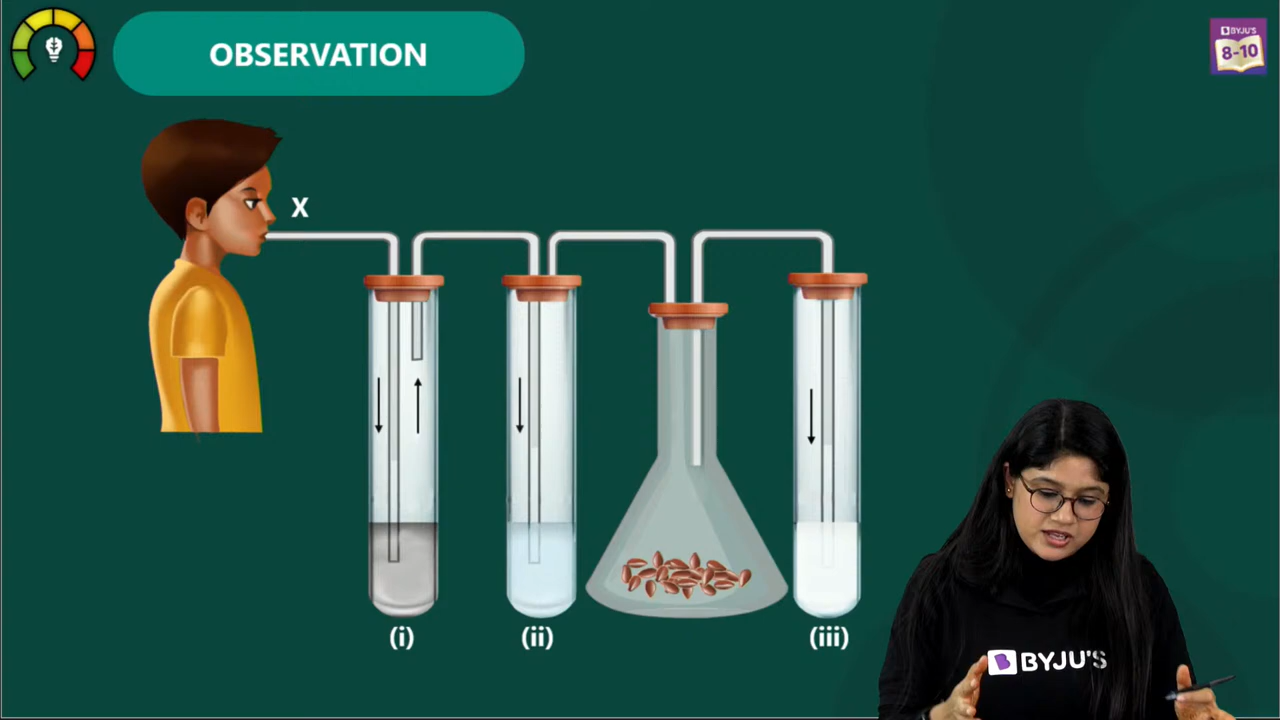 OBSERVATION
BYJU'S
8-10
X
(i)
(ii)
(iii)
BYJU'S